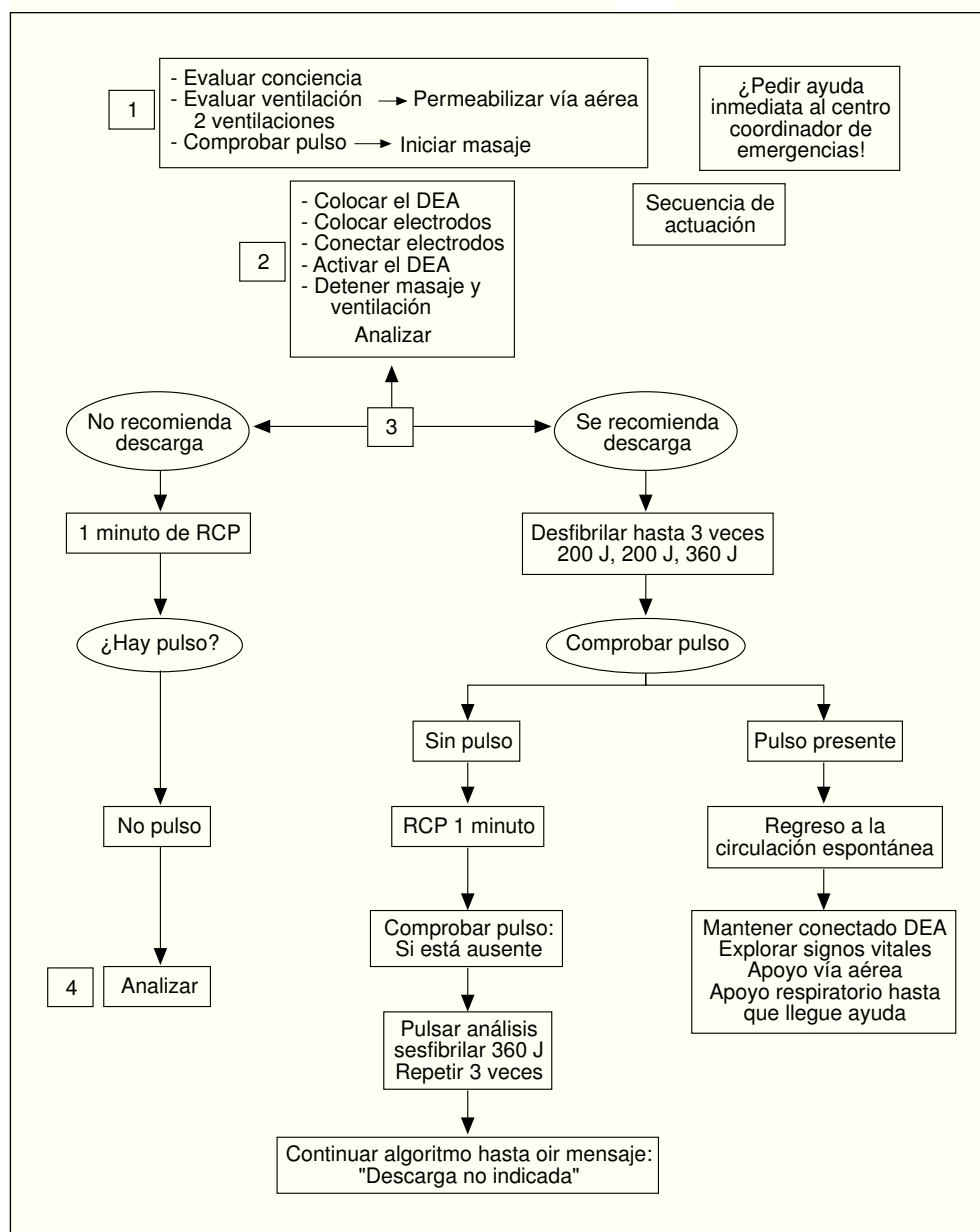 1
- Evaluar conciencia
- Evaluar ventilación → Permeabilizar vía aérea
2 ventilaciones
- Comprobar pulso → Iniciar masaje
¿Pedir ayuda
inmediata al centro
coordinador de
emergencias!
Secuencia de
actuación
2
- Colocar el DEA
- Colocar electrodos
- Conectar electrodos
- Activar el DEA
- Detener masaje y
ventilación
Analizar
No recomienda
descarga
3
Se recomienda
descarga
1 minuto de RCP
Desfibrilar hasta 3 veces
200 J, 200 J, 360 J
¿Hay pulso?
Comprobar pulso
Sin pulso
Pulso presente
No pulso
RCP 1 minuto
Regreso a la
circulación espontánea
Comprobar pulso:
Si está ausente
Mantener conectado DEA
Explorar signos vitales
Apoyo vía aérea
Apoyo respiratorio hasta
que llegue ayuda
4
Analizar
Pulsar análisis
sesfibrilar 360 J
Repetir 3 veces
Continuar algoritmo hasta oir mensaje:
"Descarga no indicada"